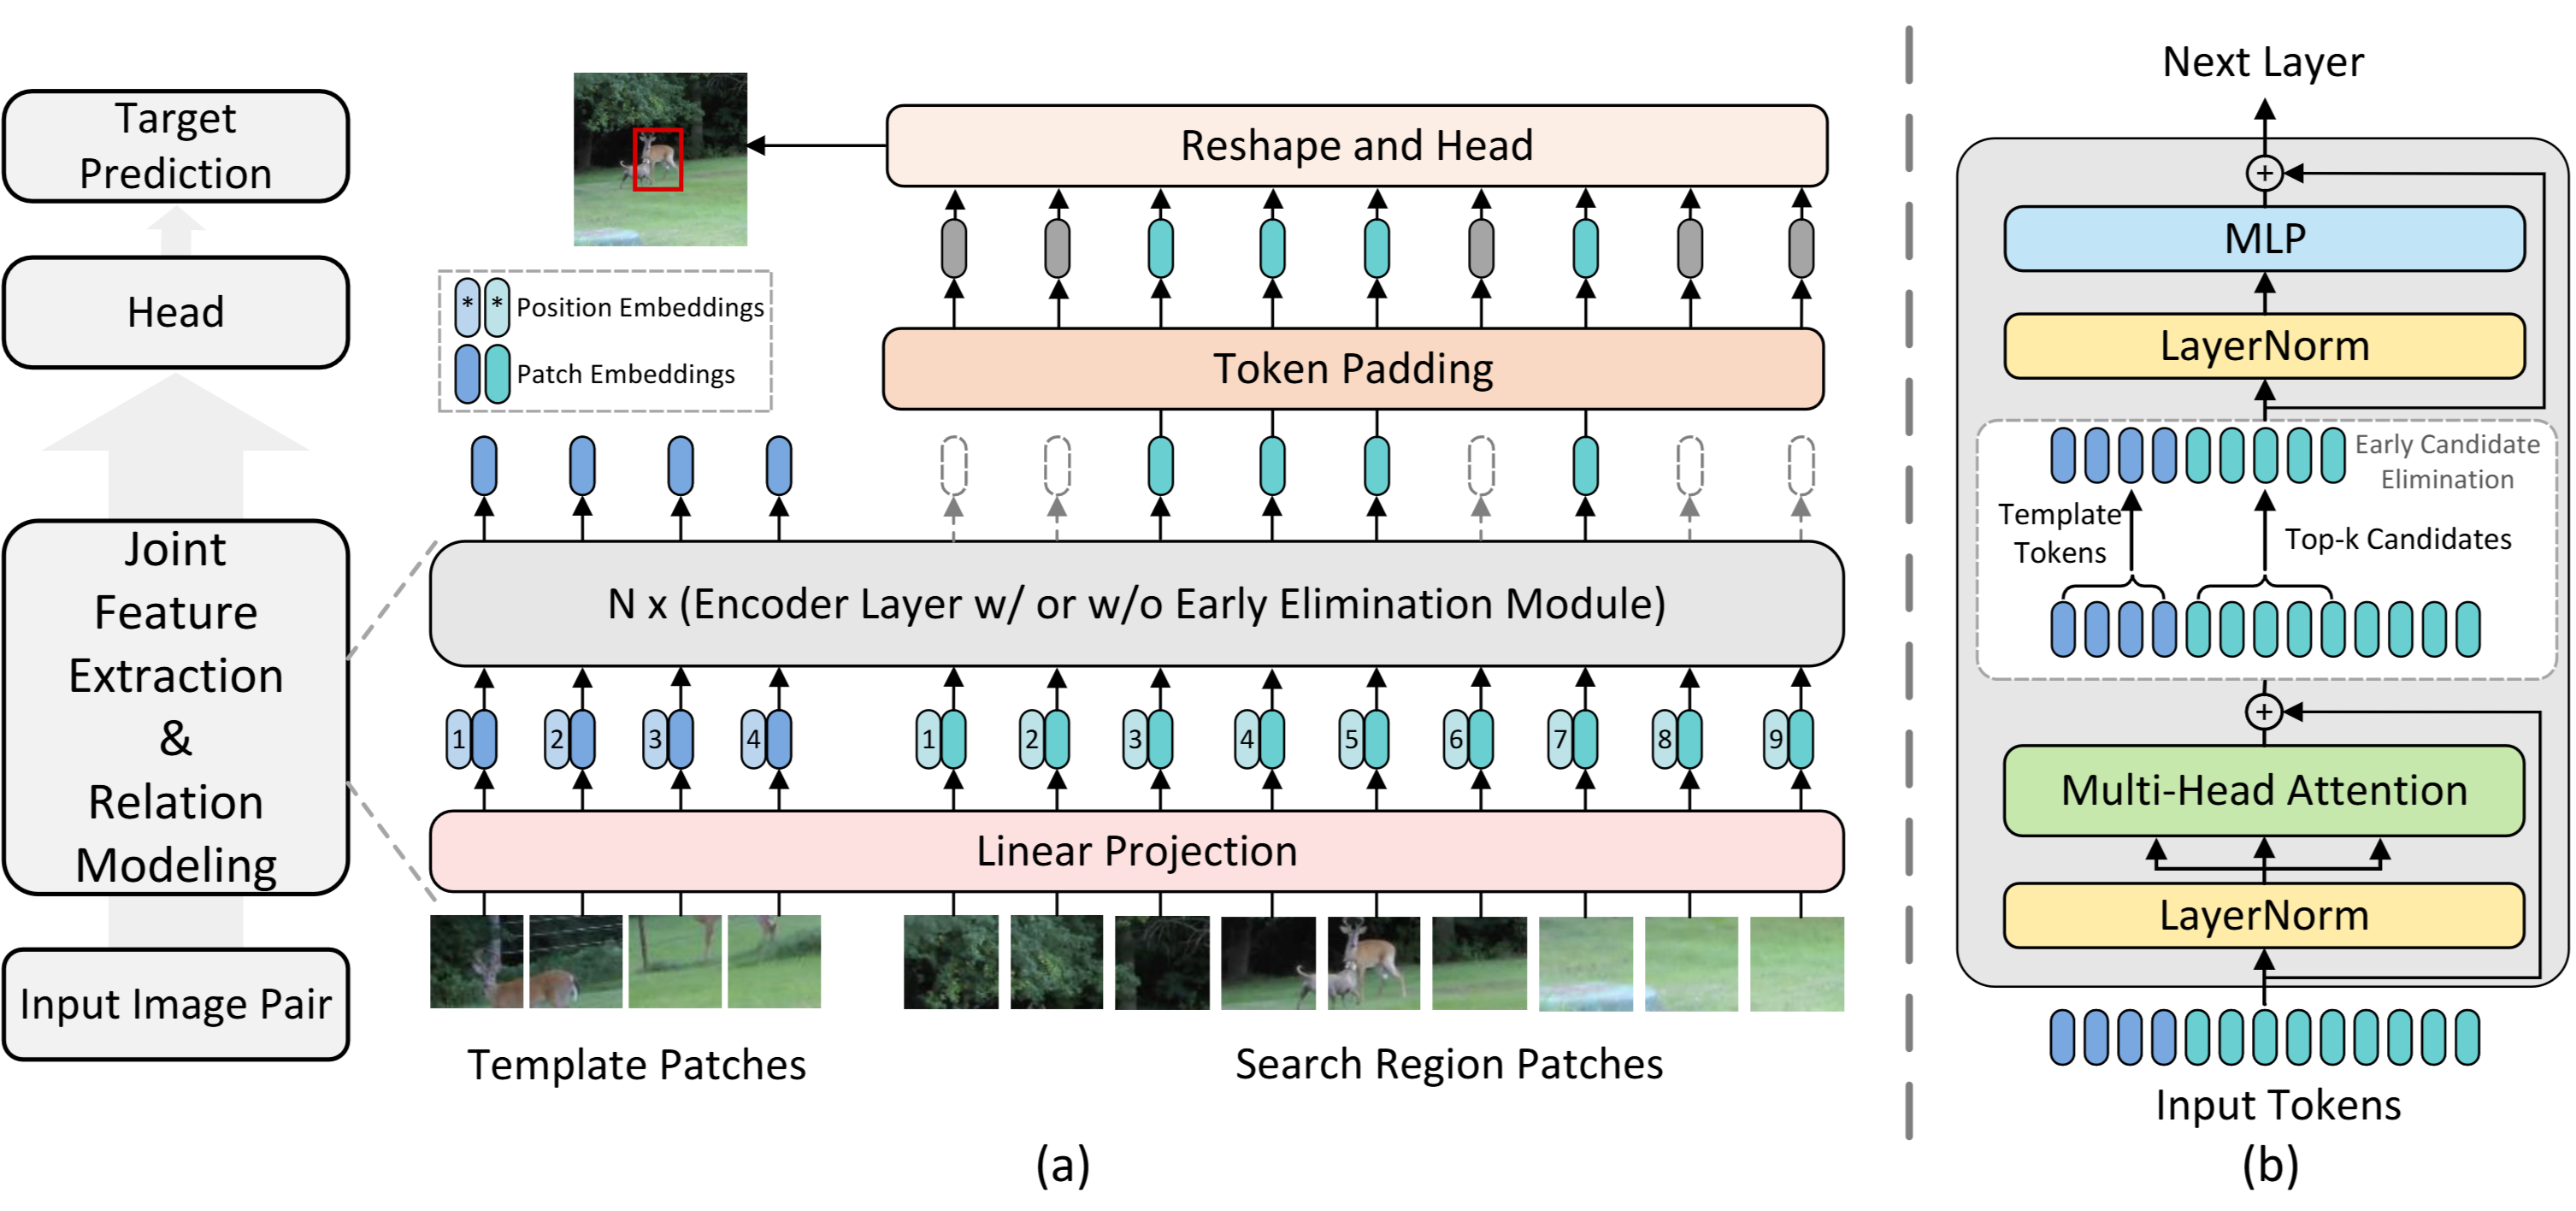 Target
Prediction
Head
Joint
Feature
Extraction
&
Relation
Modeling
Input Image Pair
Reshape and Head
* * Position Embeddings
Patch Embeddings
Token Padding
N x (Encoder Layer w/ or w/o Early Elimination Module)
1 2 3 4 1 2 3 4 5 6 7 8 9
Linear Projection
Template Patches
Search Region Patches
(a)
Next Layer
+
MLP
LayerNorm
Early Candidate
Elimination
Template
Tokens
Top-k Candidates
+
Multi-Head Attention
LayerNorm
Input Tokens
(b)